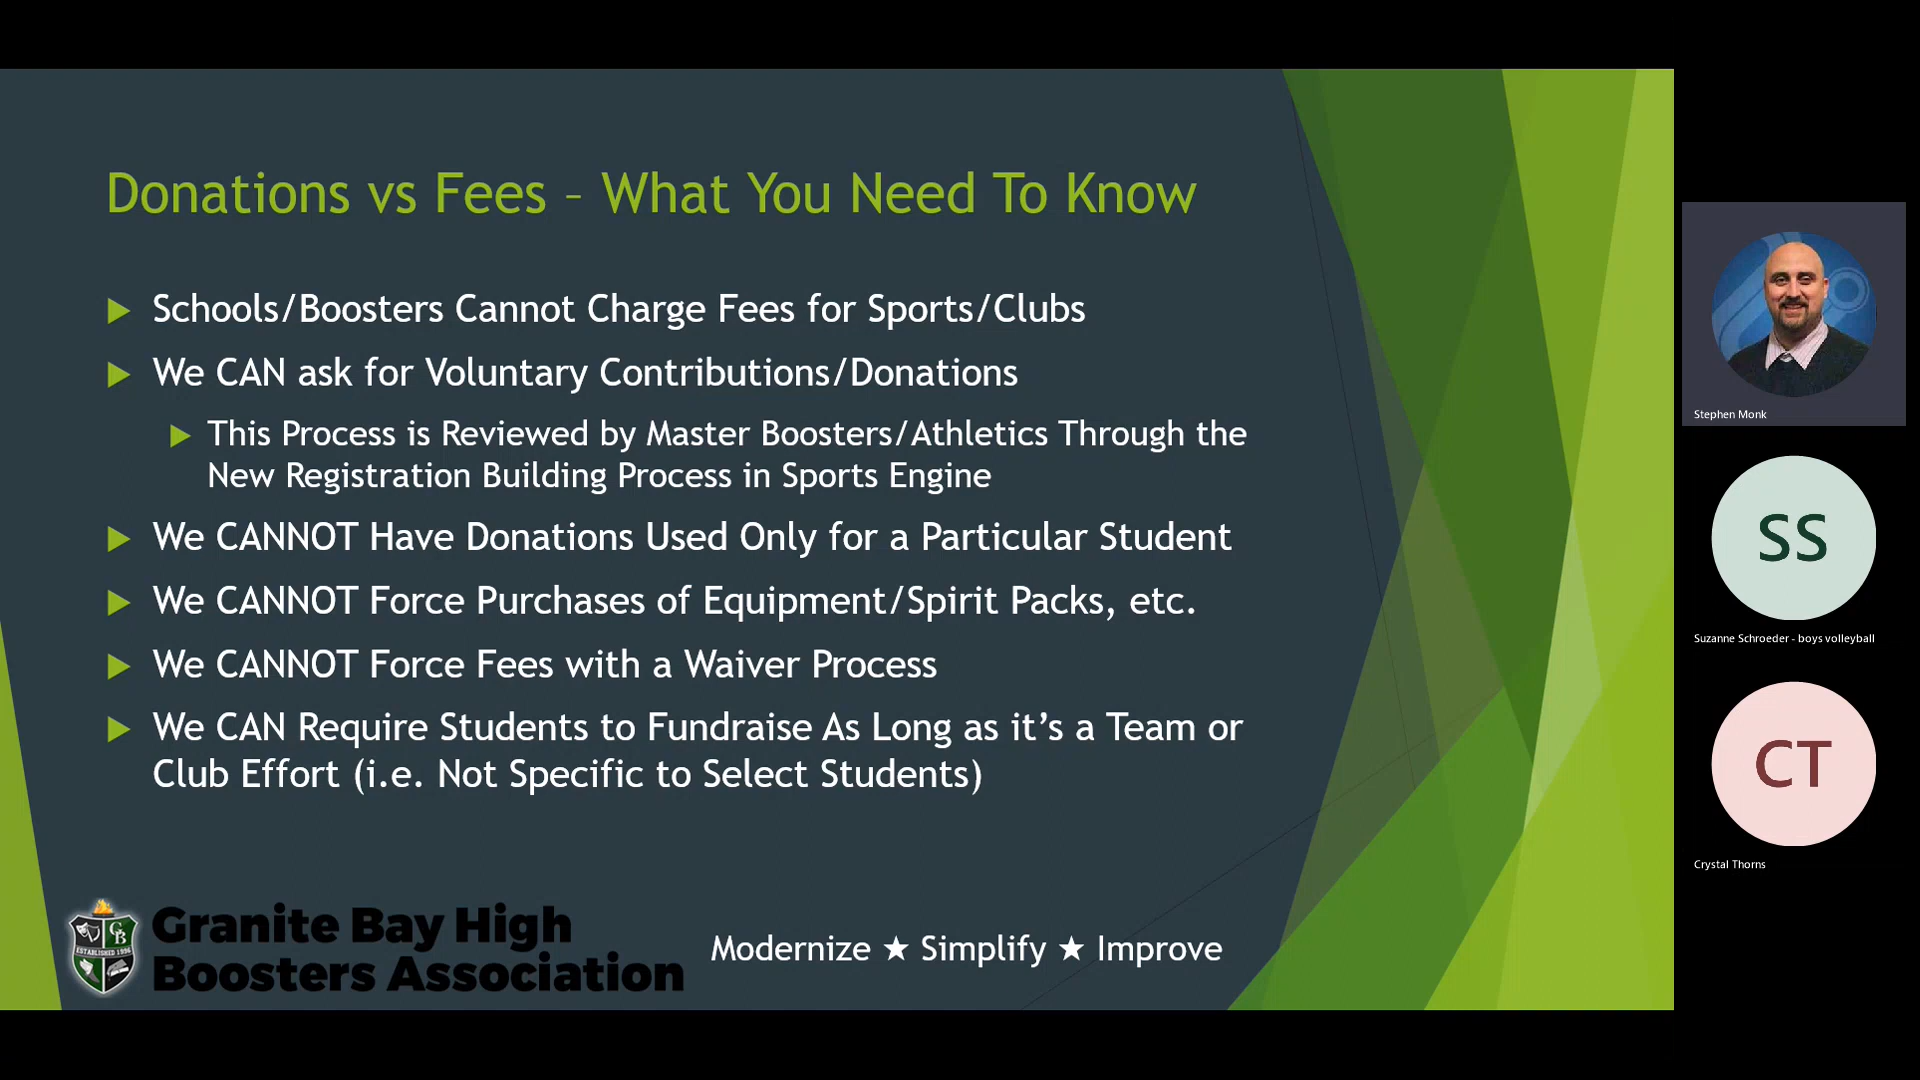 Donations vs Fees – What You Need To Know
Schools/Boosters Cannot Charge Fees for Sports/Clubs
We CAN ask for Voluntary Contributions/Donations
This Process is Reviewed by Master Boosters/Athletics Through the
New Registration Building Process in Sports Engine
We CANNOT Have Donations Used Only for a Particular Student
We CANNOT Force Purchases of Equipment/Spirit Packs, etc.
We CANNOT Force Fees with a Waiver Process
We CAN Require Students to Fundraise As Long as it's a Team or
Club Effort (i.e. Not Specific to Select Students)
GB
ESTABLISHED 1996
Granite Bay High
Boosters Association
Modernize ★ Simplify ★ Improve
Stephen Monk
SS
Suzanne Schroeder - boys volleyball
CT
Crystal Thorns